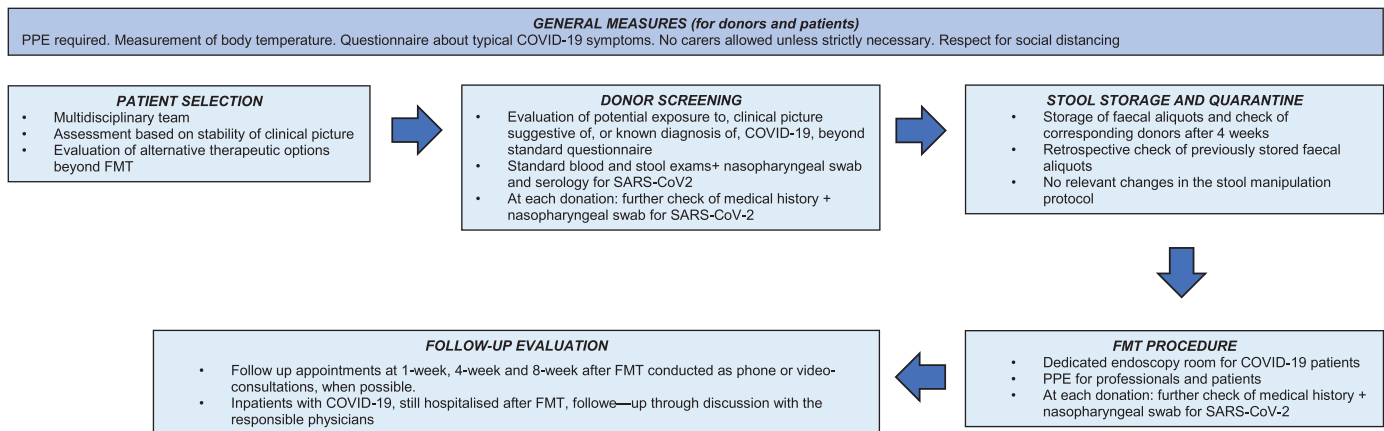 GENERAL MEASURES (for donors and patients)
PPE required. Measurement of body temperature. Questionnaire about typical COVID-19 symptoms. No carers allowed unless strictly necessary. Respect for social distancing
PATIENT SELECTION
• Multidisciplinary team
• Assessment based on stability of clinical picture
• Evaluation of alternative therapeutic options
beyond FMT
DONOR SCREENING
• Evaluation of potential exposure to, clinical picture
suggestive of, or known diagnosis of, COVID-19, beyond
standard questionnaire
• Standard blood and stool exams+ nasopharyngeal swab
and serology for SARS-CoV2
• At each donation: further check of medical history +
nasopharyngeal swab for SARS-CoV-2
STOOL STORAGE AND QUARANTINE
• Storage of faecal aliquots and check of
corresponding donors after 4 weeks
• Retrospective check of previously stored faecal
aliquots
• No relevant changes in the stool manipulation
protocol
FMT PROCEDURE
• Dedicated endoscopy room for COVID-19 patients
• PPE for professionals and patients
• At each donation: further check of medical history +
nasopharyngeal swab for SARS-CoV-2
FOLLOW-UP EVALUATION
• Follow up appointments at 1-week, 4-week and 8-week after FMT conducted as phone or video-
consultations, when possible.
• Inpatients with COVID-19, still hospitalised after FMT, followe—up through discussion with the
responsible physicians